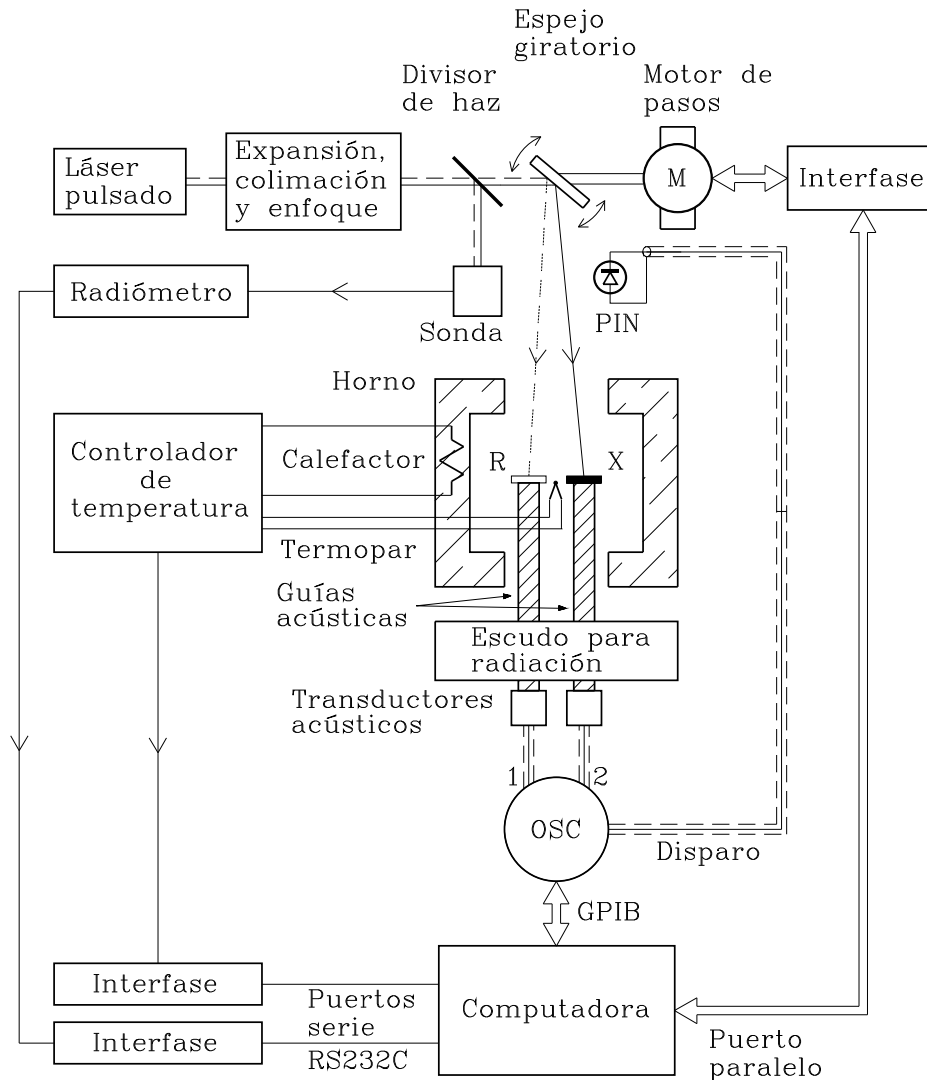 Espejo
giratorio
Divisor
de haz
Motor de
pasos
Láser
pulsado
Expansión,
colimación
y enfoque
M
Interfase
Radiómetro
Sonda
PIN
Horno
Controlador
de
temperatura
Calefactor
R
X
Termopar
Guías
acústicas
Escudo para
radiación
Transductores
acústicos
1
2
OSC
Disparo
GPIB
Interfase
Puertos
serie
RS232C
Interfase
Computadora
Puerto
paralelo